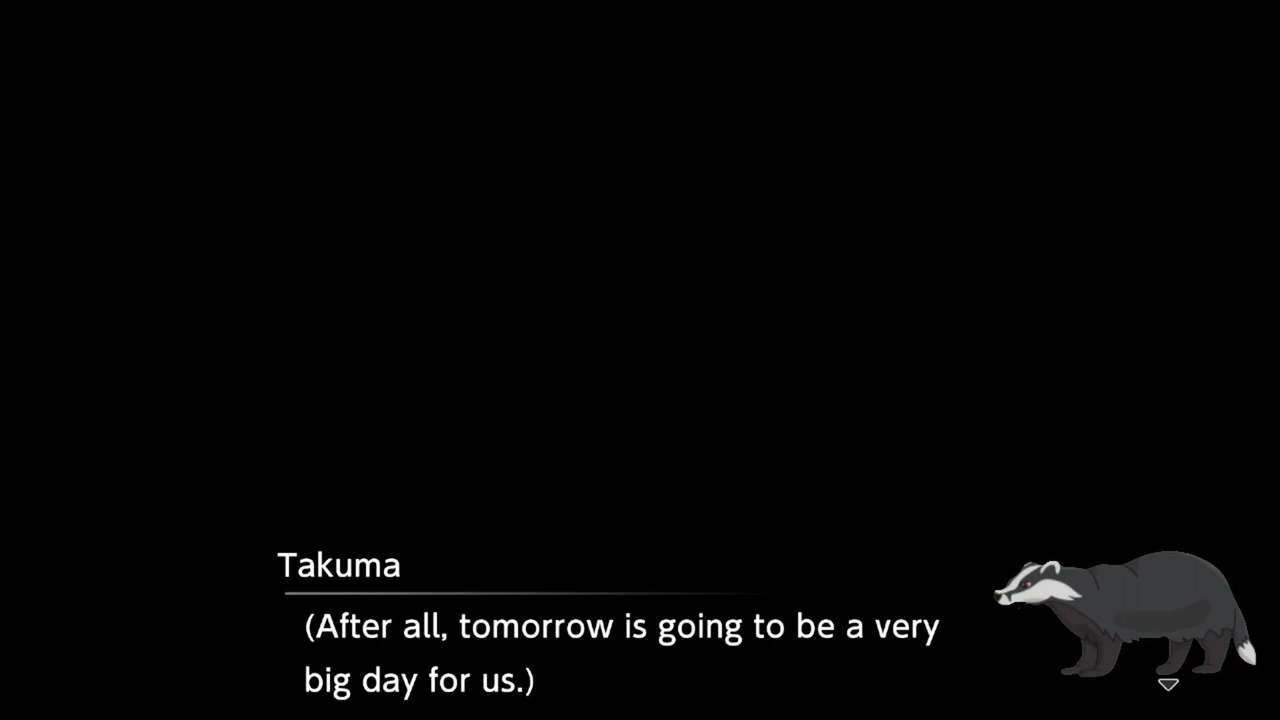 Takuma
(After all, tomorrow is going to be a very
big day for us.)